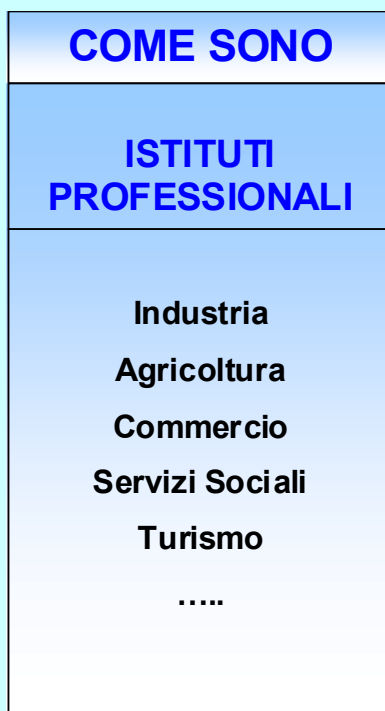 COME SONO
ISTITUTI
PROFESSIONALI
Industria
Agricoltura
Commercio
Servizi Sociali
Turismo
…..